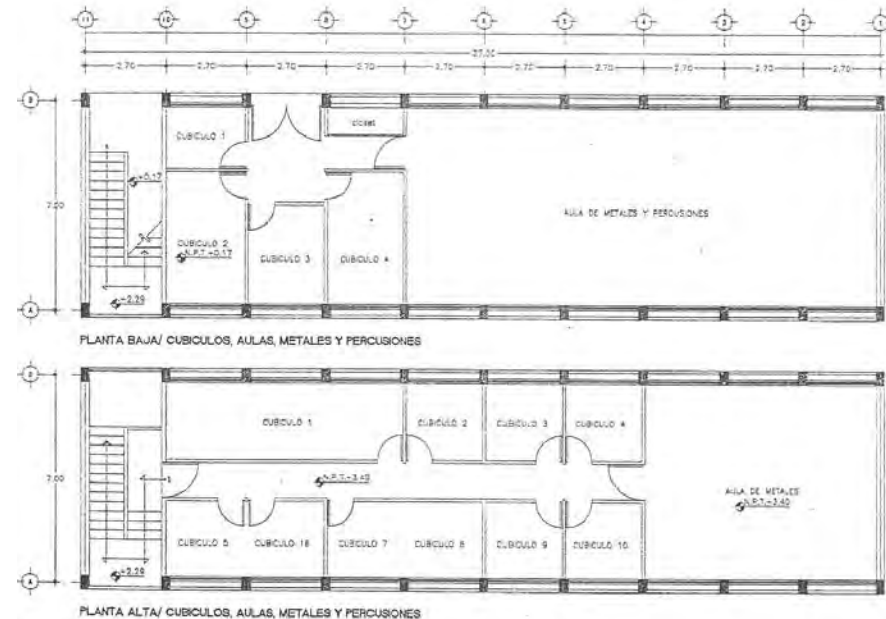 11 10 9 8 7 6 5 4 3 2 1
27.00
2.70 2.70 2.70 2.70 2.70 2.70 2.70 2.70 2.70 2.70
B
CUBICULO 1
closet
+0.17
7.00
AULA DE METALES Y PERCUSIONES
CUBICULO 2
N.P.T.+0.17
CUBICULO 3
CUBICULO 4
+2.29
A
PLANTA BAJA/ CUBICULOS, AULAS, METALES Y PERCUSIONES
B
CUBICULO 1
CUBICULO 2
CUBICULO 3
CUBICULO 4
7.00
N.P.T.+3.40
AULA DE METALES
N.P.T.+3.40
CUBICULO 5
CUBICULO 16
CUBICULO 7
CUBICULO 8
CUBICULO 9
CUBICULO 10
+2.29
A
PLANTA ALTA/ CUBICULOS, AULAS, METALES Y PERCUSIONES